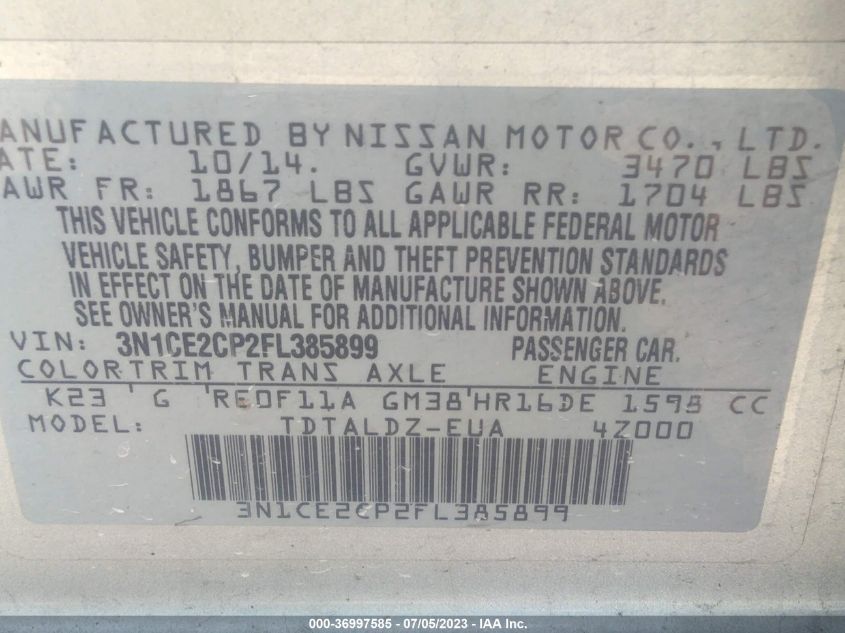 ANUFACTURED BY NISSAN MOTOR CO., LTD.
ATE: 10/14. GVWR: 3470 LBS
AWR FR: 1867 LBS GAWR RR: 1704 LBS
THIS VEHICLE CONFORMS TO ALL APPLICABLE FEDERAL MOTOR
VEHICLE SAFETY, BUMPER AND THEFT PREVENTION STANDARDS
IN EFFECT ON THE DATE OF MANUFACTURE SHOWN ABOVE.
SEE OWNER'S MANUAL FOR ADDITIONAL INFORMATION.
VIN: 3N1CE2CP2FL385899 PASSENGER CAR.
COLOR TRIM TRANS AXLE ENGINE
K23 ' G 'RE0F11A GM38'HR16DE 1598 CC
MODEL: TDTALDZ-EUA 4Z000
3N1CE2CP2FL385899
000-36997585 / 07/05/2023 - IAA Inc.